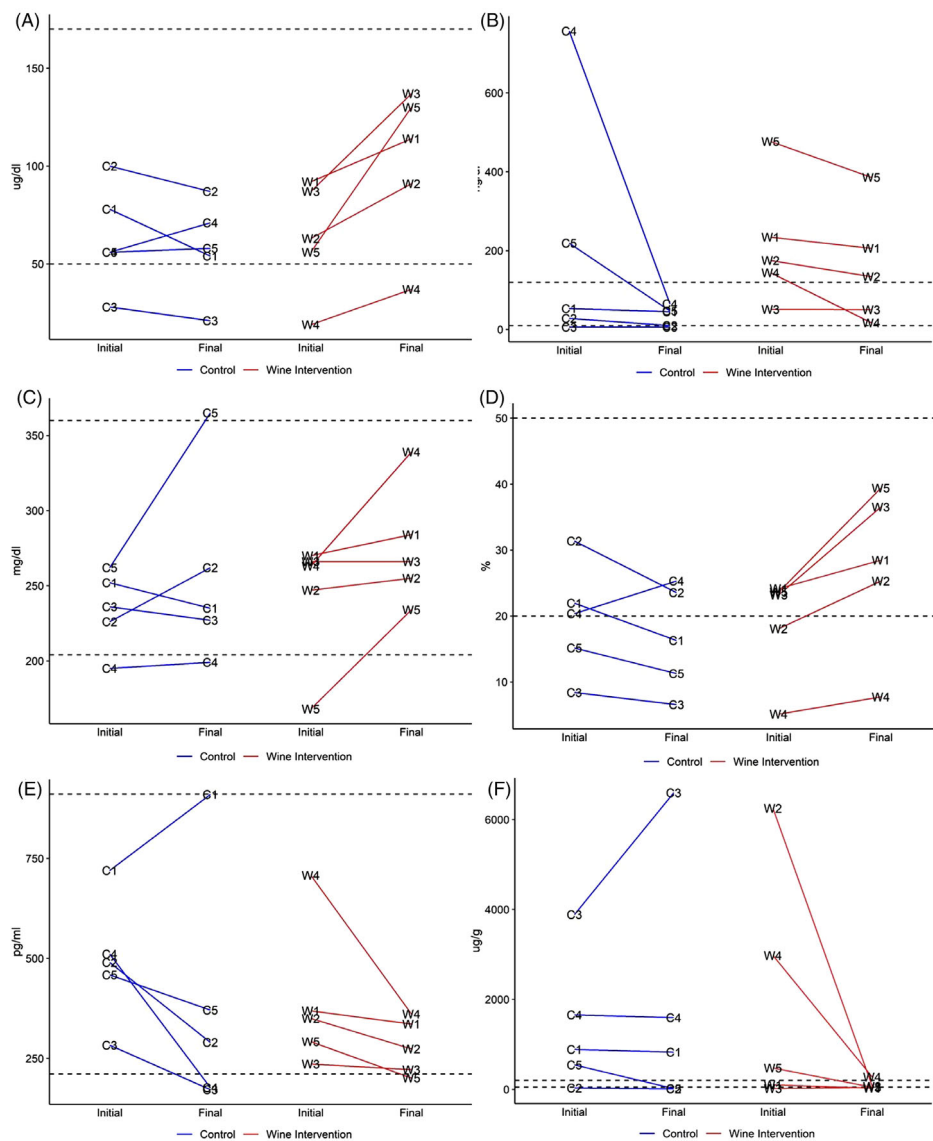 (A)
ug/dl
150
100
50
C2
C1
C3
C2
C4
C5
C1
C3
W1
W3
W2
W5
W4
W3
W5
W1
W2
W4
Initial Final Initial Final
Control Wine Intervention
(B)
600
400
200
0
C4
C5
C1
C2
C3
C4
W5
W1
W2
W4
W3
W5
W1
W2
W3
W4
Initial Final Initial Final
Control Wine Intervention
(C)
mg/dl
350
300
250
200
C5
C1
C3
C2
C4
C5
C2
C1
C3
C4
W1
W4
W2
W5
W4
W1
W3
W2
W5
Initial Final Initial Final
Control Wine Intervention
(D)
%
50
40
30
20
10
C2
C1
C4
C5
C3
C4
C2
C1
C5
C3
W3
W2
W4
W5
W3
W1
W2
W4
Initial Final Initial Final
Control Wine Intervention
(E)
pg/ml
750
500
250
C1
C4
C2
C5
C3
C1
C5
C2
W4
W1
W2
W5
W3
W4
W1
W2
W3
W5
Initial Final Initial Final
Control Wine Intervention
(F)
ug/g
6000
4000
2000
0
C3
C4
C1
C5
C2
C3
C4
C1
C2
W2
W4
W5
W1
W3
W4
Initial Final Initial Final
Control Wine Intervention